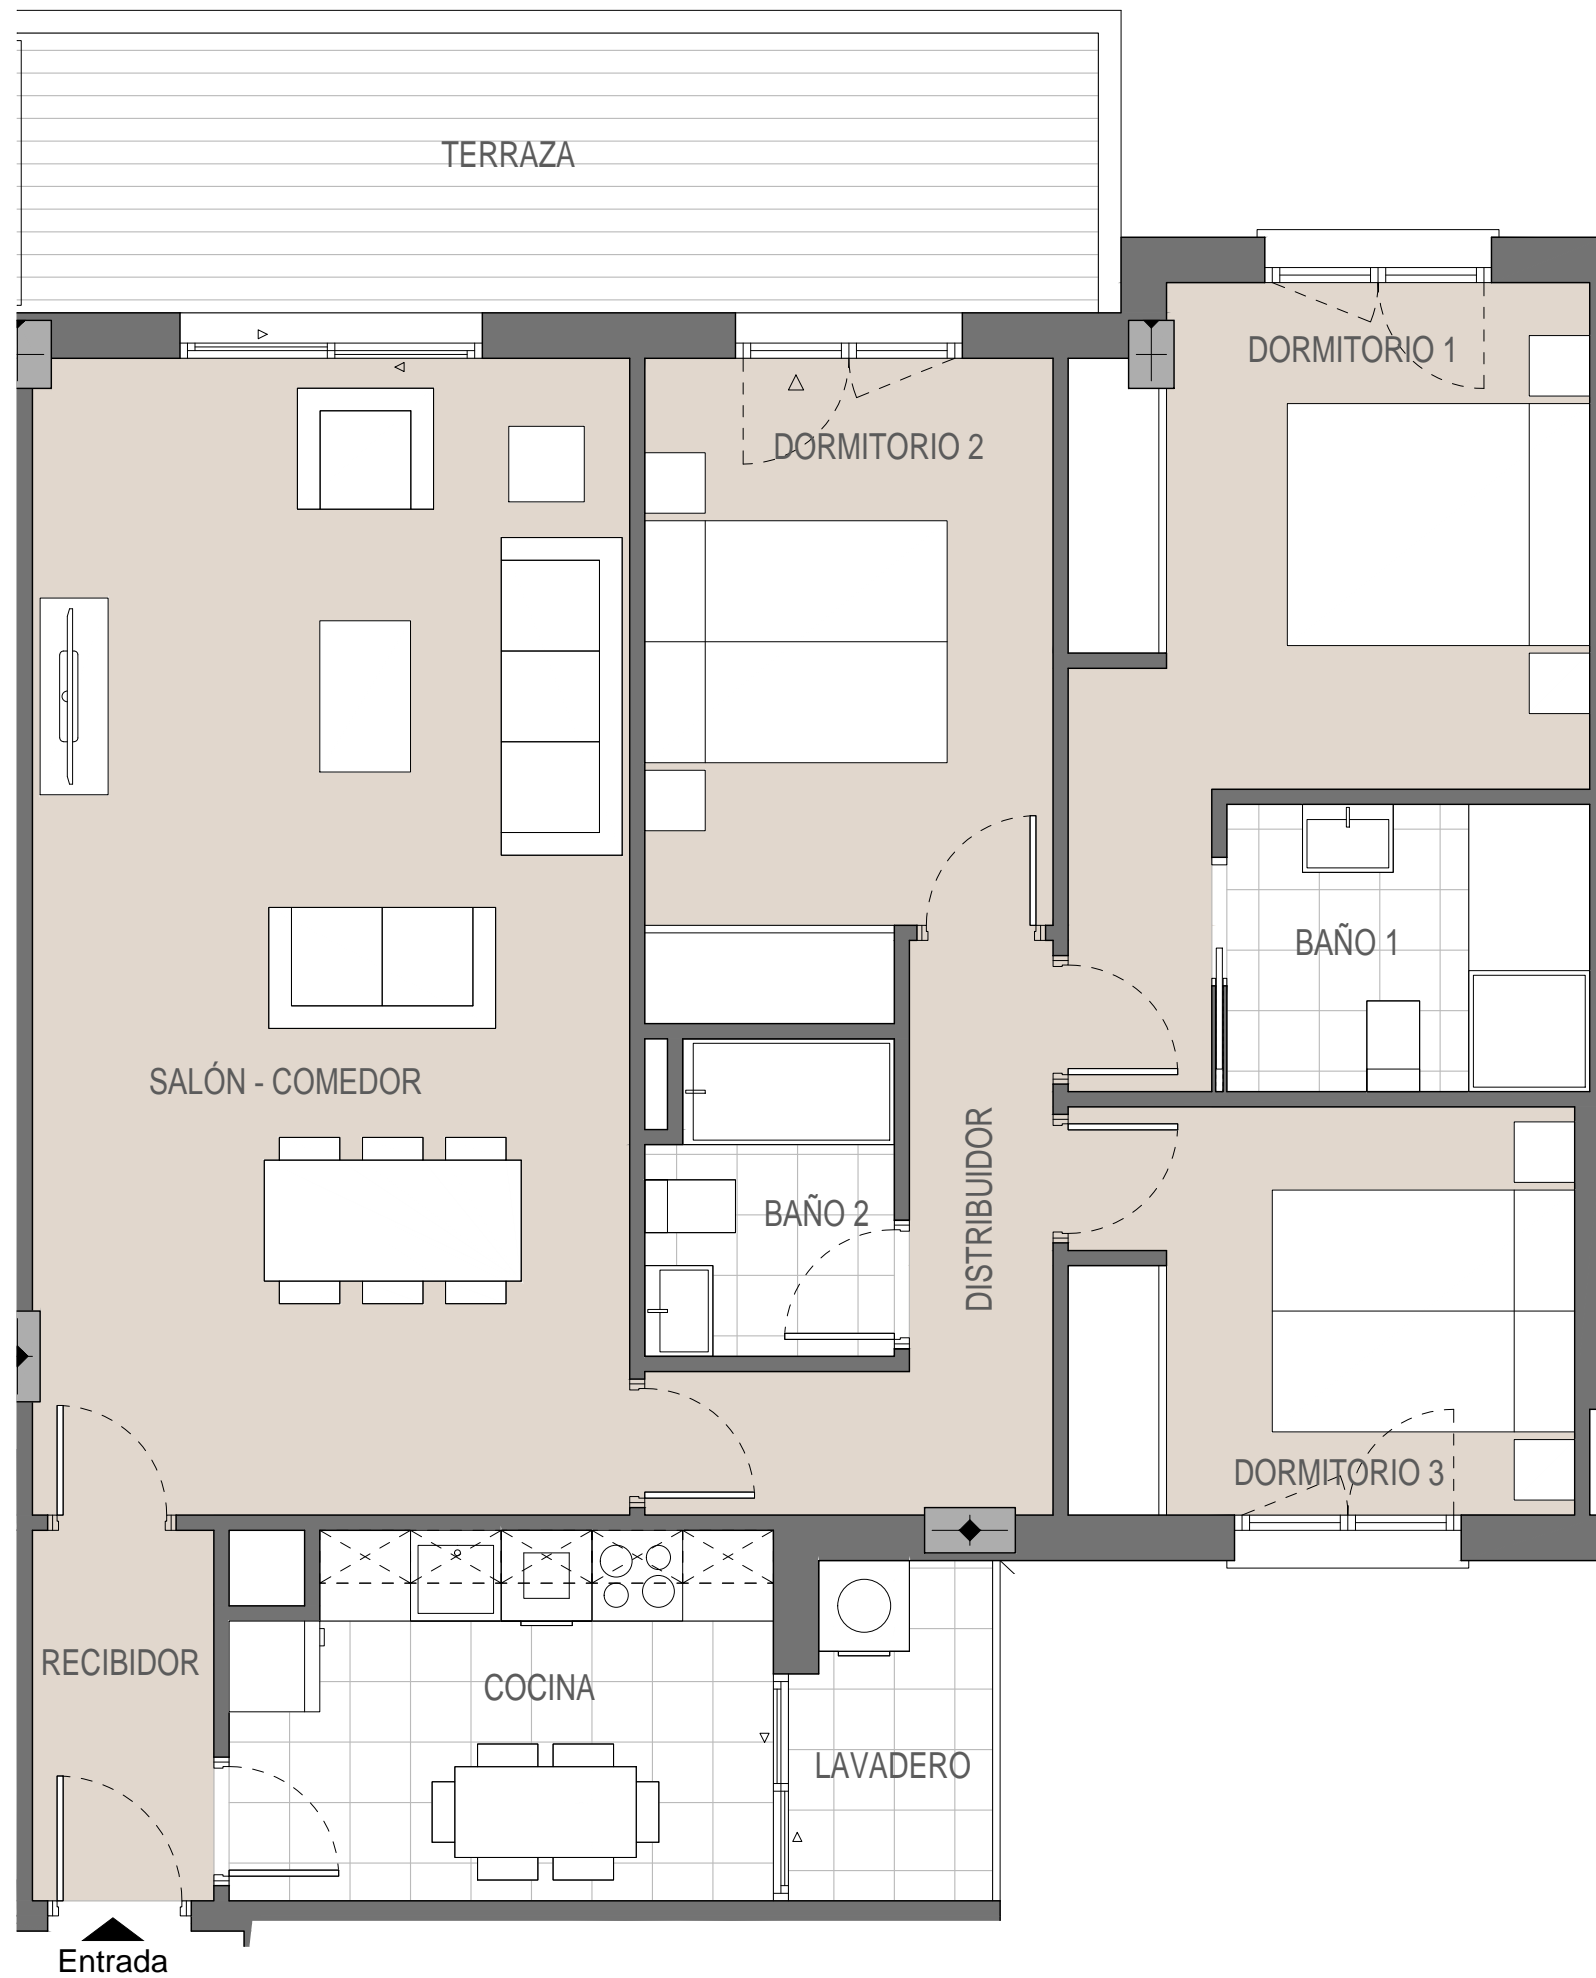 TERRAZA
DORMITORIO 1
DORMITORIO 2
BAÑO 1
SALÓN - COMEDOR
DISTRIBUIDOR
BAÑO 2
DORMITORIO 3
RECIBIDOR
COCINA
LAVADERO
Entrada